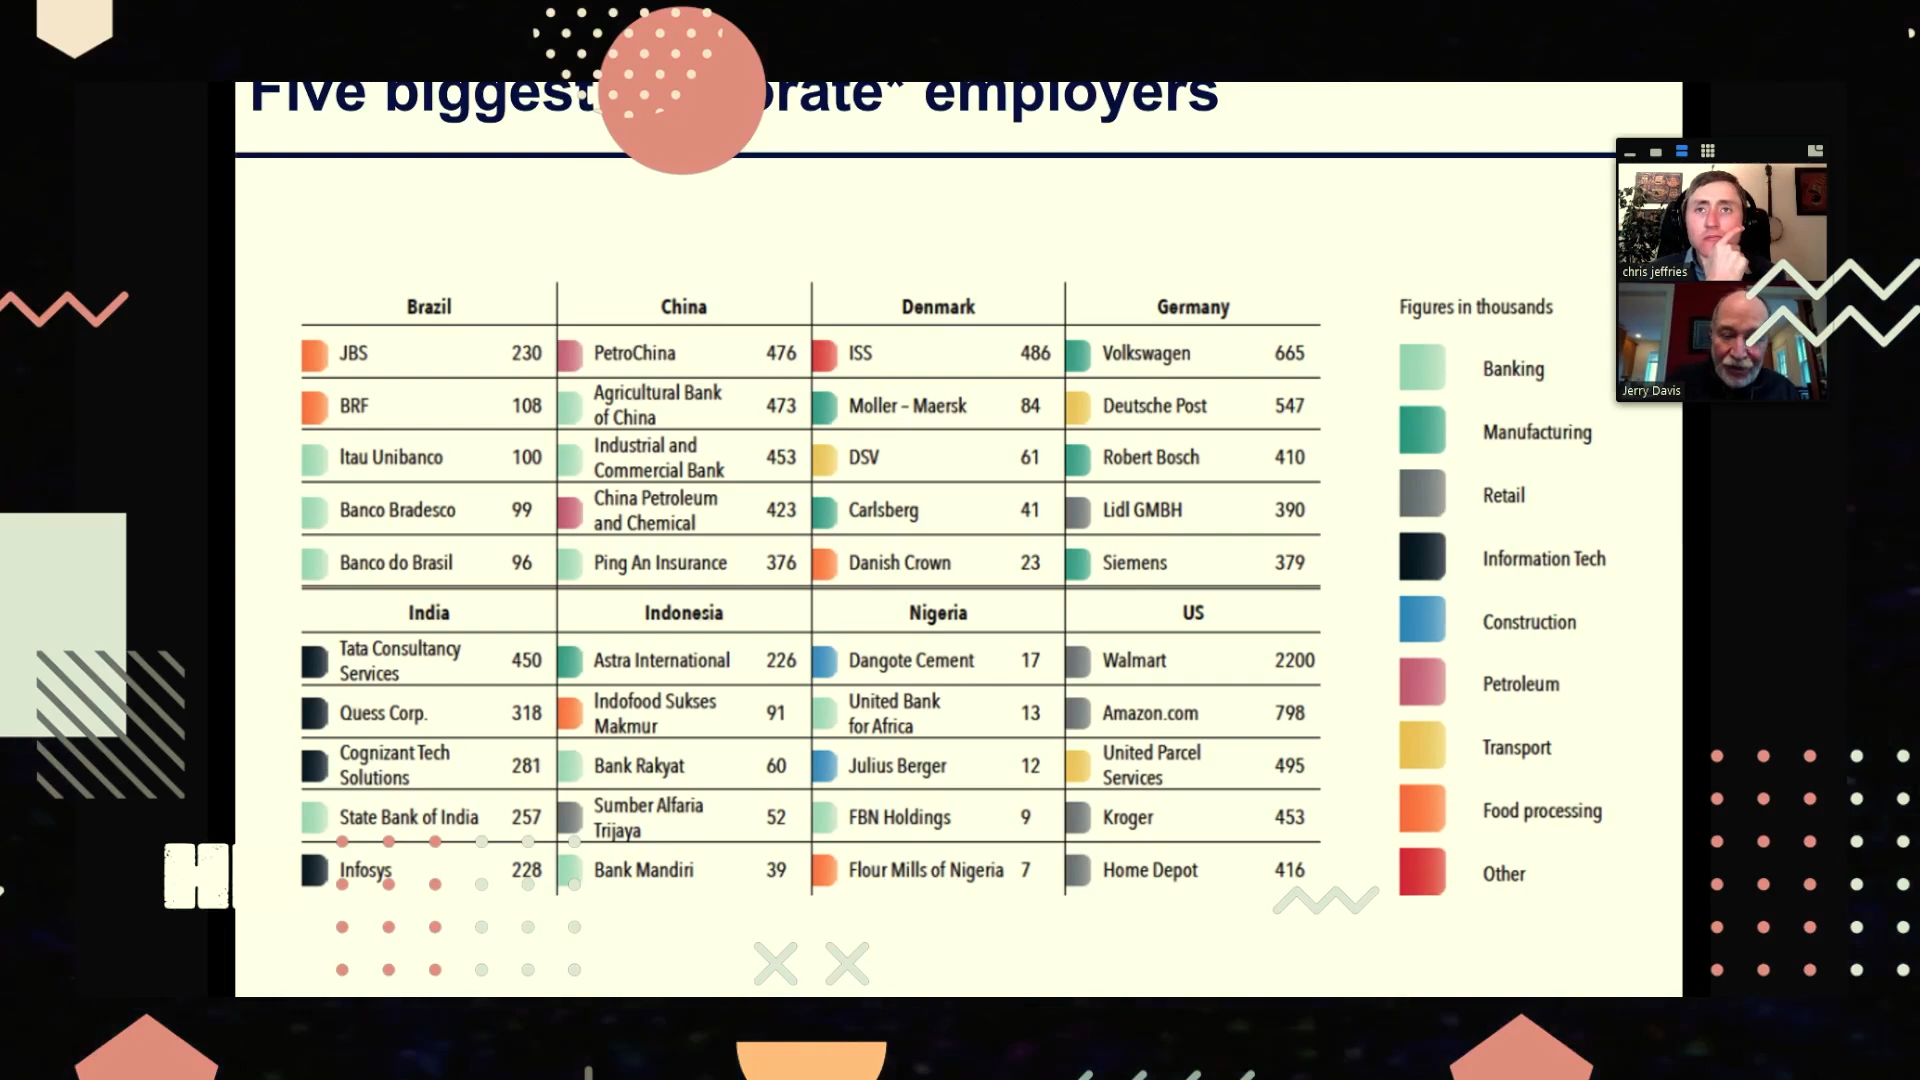 Five biggest orate* employers
chris jeffries
Jerry Davis
Brazil China Denmark Germany Figures in thousands
JBS 230 PetroChina 476 ISS 486 Volkswagen 665
BRF 108 Agricultural Bank of China 473 Moller – Maersk 84 Deutsche Post 547
Itau Unibanco 100 Industrial and Commercial Bank 453 DSV 61 Robert Bosch 410
Banco Bradesco 99 China Petroleum and Chemical 423 Carlsberg 41 Lidl GMBH 390
Banco do Brasil 96 Ping An Insurance 376 Danish Crown 23 Siemens 379
India Indonesia Nigeria US
Tata Consultancy Services 450 Astra International 226 Dangote Cement 17 Walmart 2200
Quess Corp. 318 Indofood Sukses Makmur 91 United Bank for Africa 13 Amazon.com 798
Cognizant Tech Solutions 281 Bank Rakyat 60 Julius Berger 12 United Parcel Services 495
State Bank of India 257 Sumber Alfaria Trijaya 52 FBN Holdings 9 Kroger 453
Infosys 228 Bank Mandiri 39 Flour Mills of Nigeria 7 Home Depot 416
Banking
Manufacturing
Retail
Information Tech
Construction
Petroleum
Transport
Food processing
Other
H